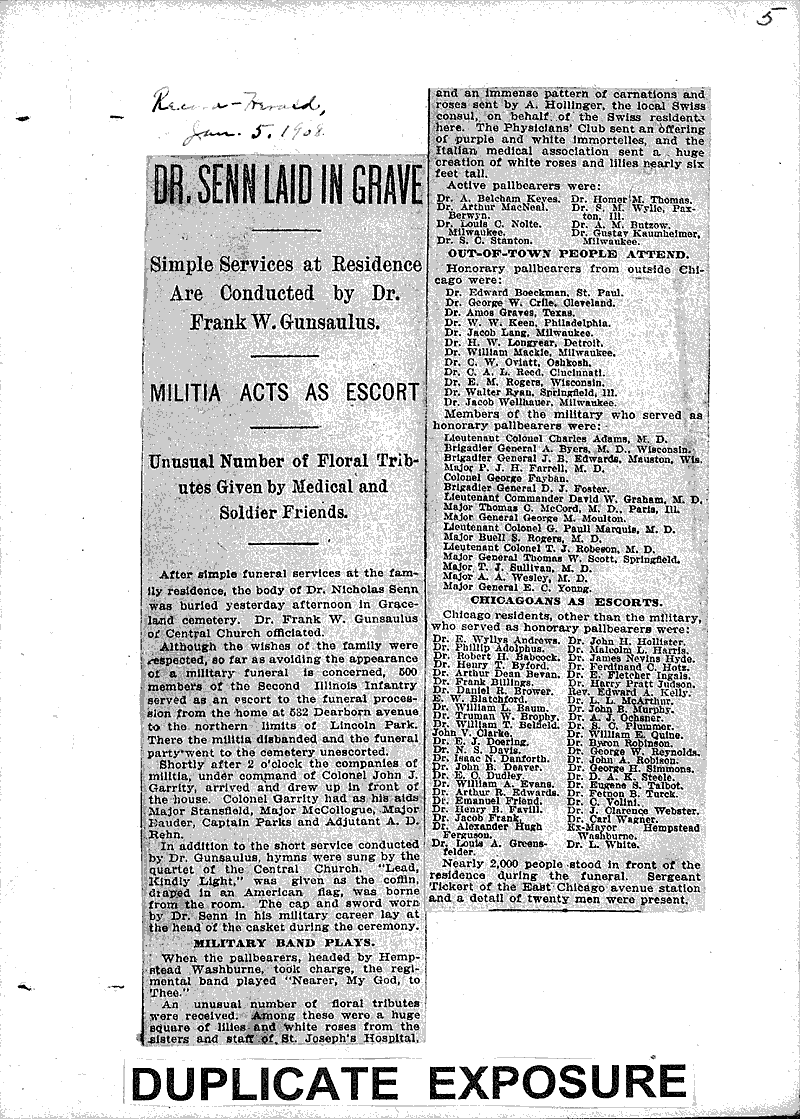 5
Record-Herald,
Jan. 5, 1908
DR. SENN LAID IN GRAVE
Simple Services at Residence
Are Conducted by Dr.
Frank W. Gunsaulus.
MILITIA ACTS AS ESCORT
Unusual Number of Floral Trib-
utes Given by Medical and
Soldier Friends.
After simple funeral services at the fam-
ily residence, the body of Dr. Nicholas Senn
was buried yesterday afternoon in Grace-
land cemetery. Dr. Frank W. Gunsaulus
of Central Church officiated.
Although the wishes of the family were
respected, so far as avoiding the appearance
of a military funeral is concerned, 500
members of the Second Illinois Infantry
served as an escort to the funeral proces-
sion from the home at 532 Dearborn avenue
to the northern limits of Lincoln Park.
There the militia disbanded and the funeral
party went to the cemetery unescorted.
Shortly after 2 o'clock the companies of
militia, under command of Colonel John J.
Garrity, arrived and drew up in front of
the house. Colonel Garrity had as his aids
Major Stansfield, Major McCollogue, Major
Eauder, Captain Parks and Adjutant A. D.
Rehn.
In addition to the short service conducted
by Dr. Gunsaulus, hymns were sung by the
quartet of the Central Church. "Lead,
Kindly Light," was given as the coffin,
draped in an American flag, was borne
from the room. The cap and sword worn
by Dr. Senn in his military career lay at
the head of the casket during the ceremony.
MILITARY BAND PLAYS.
When the pallbearers, headed by Hemp-
stead Washburne, took charge, the regi-
mental band played "Nearer, My God, to
Thee."
An unusual number of floral tributes
were received. Among these were a huge
square of lilies and white roses from the
sisters and staff of St. Joseph's Hospital,
and an immense pattern of carnations and
roses sent by A. Hollinger, the local Swiss
consul, on behalf of the Swiss residents
here. The Physicians' Club sent an offering
of purple and white immortelles, and the
Italian medical association sent a huge
creation of white roses and lilies nearly six
feet tall.
Active pallbearers were:
Dr. A. Belcham Keyes.
Dr. Arthur MacNeal.
Berwyn.
Dr. Louis C. Nolte.
Milwaukee.
Dr. S. C. Stanton.
Dr. Homer M. Thomas.
Dr. S. M. Wylie, Pax-
ton, Ill.
Dr. A. M. Butzow.
Dr. Gustav Kaumheimer,
Milwaukee.
OUT-OF-TOWN PEOPLE ATTEND.
Honorary pallbearers from outside Chi-
cago were:
Dr. Edward Boeckman, St. Paul.
Dr. George W. Crile, Cleveland.
Dr. Amos Graves, Texas.
Dr. W. W. Keen, Philadelphia.
Dr. Jacob Lang, Milwaukee.
Dr. H. W. Longyear, Detroit.
Dr. William Mackie, Milwaukee.
Dr. C. W. Oviatt, Oshkosh.
Dr. C. A. L. Reed, Cincinnati.
Dr. E. M. Rogers, Wisconsin.
Dr. Walter Ryan, Springfield, Ill.
Dr. Jacob Wellhauer, Milwaukee.
Members of the military who served as
honorary pallbearers were:
Lieutenant Colonel Charles Adams, M. D.
Brigadier General A. Byers, M. D., Wisconsin.
Brigadier General J. B. Edwards, Mauston, Wis.
Major P. J. H. Farrell, M. D.
Colonel George Fayban.
Brigadier General D. J. Foster.
Lieutenant Commander David W. Graham, M. D.
Major Thomas C. McCord, M. D., Paris, Ill.
Major General George M. Moulton.
Lieutenant Colonel G. Paull Marquis, M. D.
Major Buell S. Rogers, M. D.
Lieutenant Colonel T. J. Robeson, M. D.
Major General Thomas W. Scott, Springfield.
Major T. J. Sullivan, M. D.
Major A. A. Wesley, M. D.
Major General E. C. Young.
CHICAGOANS AS ESCORTS.
Chicago residents, other than the military,
who served as honorary pallbearers were:
Dr. E. Wyllys Andrews.
Dr. Phillip Adolphus.
Dr. Robert H. Babcock.
Dr. Henry T. Byford.
Dr. Arthur Dean Bevan.
Dr. Frank Billings.
Dr. Daniel R. Brower.
E. W. Blatchford.
Dr. William L. Baum.
Dr. Truman W. Brophy.
Dr. William T. Belfield.
John V. Clarke.
Dr. E. J. Doering.
Dr. N. S. Davis.
Dr. Isaac N. Danforth.
Dr. John B. Deaver.
Dr. E. C. Dudley.
Dr. William A. Evans.
Dr. Arthur R. Edwards.
Dr. Emanuel Friend.
Dr. Henry B. Favill.
Dr. Jacob Frank.
Dr. Alexander Hugh
Ferguson.
Dr. Louis A. Greens-
felder.
Dr. John H. Hollister.
Dr. Malcolm L. Harris.
Dr. James Nevins Hyde.
Dr. Ferdinand C. Hotz.
Dr. E. Fletcher Ingals.
Dr. Harry Pratt Judson.
Rev. Edward A. Kelly.
Dr. L. L. McArthur.
Dr. John B. Murphy.
Dr. A. J. Ochsner.
Dr. S. C. Plummer.
Dr. William E. Quine.
Dr. Byron Robinson.
Dr. George W. Reynolds.
Dr. John A. Robison.
Dr. George H. Simmons.
Dr. D. A. K. Steele.
Dr. Eugene S. Talbot.
Dr. Fenton B. Turck.
Dr. C. Volini.
Dr. J. Clarence Webster.
Dr. Carl Wagner.
Ex-Mayor Hempstead
Washburne.
Dr. L. White.
Nearly 2,000 people stood in front of the
residence during the funeral. Sergeant
Tickert of the East Chicago avenue station
and a detail of twenty men were present.
DUPLICATE EXPOSURE